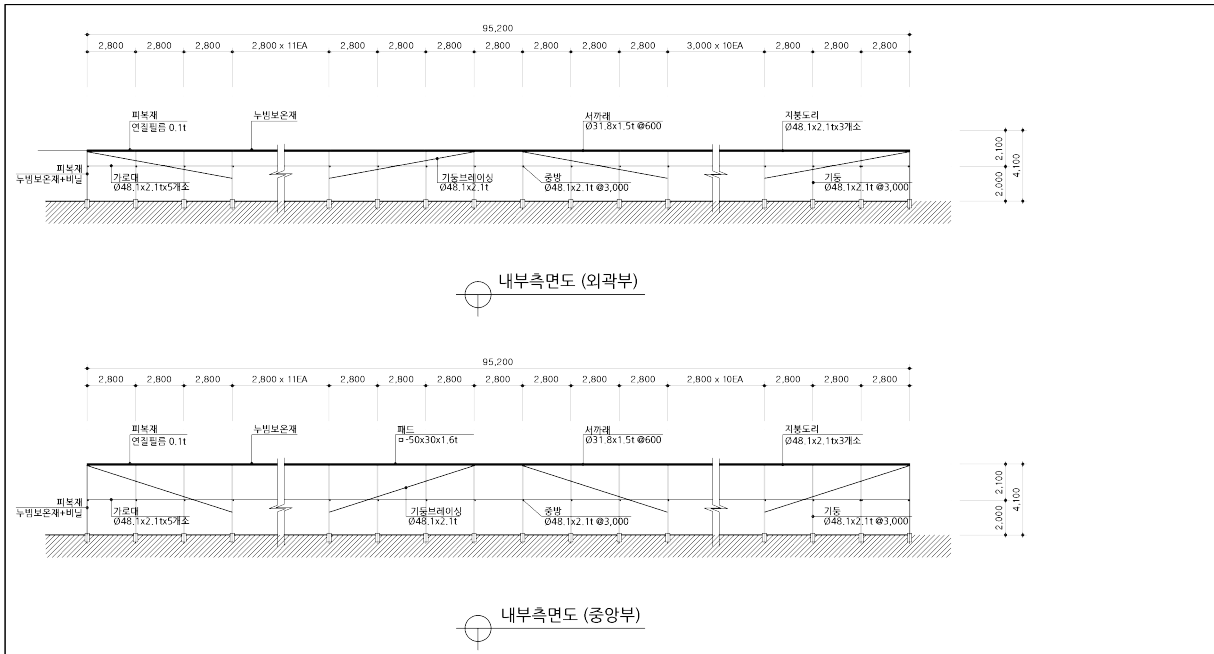 95,200
2,800 2,800 2,800 2,800 x 11EA 2,800 2,800 2,800 2,800 2,800 2,800 2,800 3,000 x 10EA 2,800 2,800 2,800
피복재
연질필름 0.1t
누빔보온재
서까래
Ø31.8x1.5t @600
지붕도리
Ø48.1x2.1tx3개소
피복재
누빔보온재+비닐
가로대
Ø48.1x2.1tx5개소
기둥브레이싱
Ø48.1x2.1t
중방
Ø48.1x2.1t @3,000
기둥
Ø48.1x2.1t @3,000
2,100
2,000
4,100
내부측면도 (외곽부)
95,200
2,800 2,800 2,800 2,800 x 11EA 2,800 2,800 2,800 2,800 2,800 2,800 2,800 2,800 x 10EA 2,800 2,800 2,800
피복재
연질필름 0.1t
누빔보온재
패드
ㅁ-50x30x1.6t
서까래
Ø31.8x1.5t @600
지붕도리
Ø48.1x2.1tx3개소
피복재
누빔보온재+비닐
가로대
Ø48.1x2.1tx5개소
기둥브레이싱
Ø48.1x2.1t
중방
Ø48.1x2.1t @3,000
기둥
Ø48.1x2.1t @3,000
2,100
2,000
4,100
내부측면도 (중앙부)